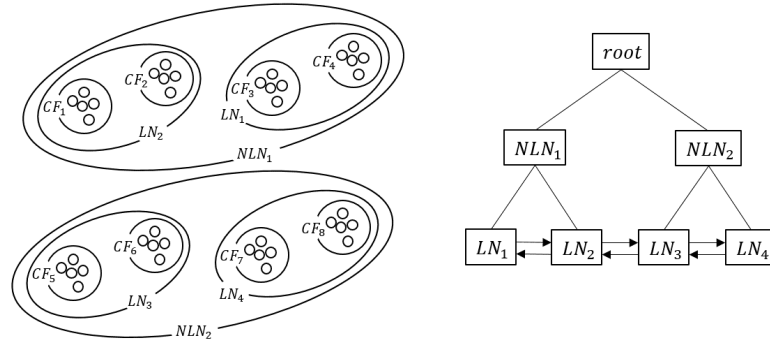 CF₁
CF₂
LN₂
CF₃
CF₄
LN₁
NLN₁
CF₅
CF₆
LN₃
CF₇
CF₈
LN₄
NLN₂
root
NLN₁ NLN₂
LN₁ LN₂ LN₃ LN₄